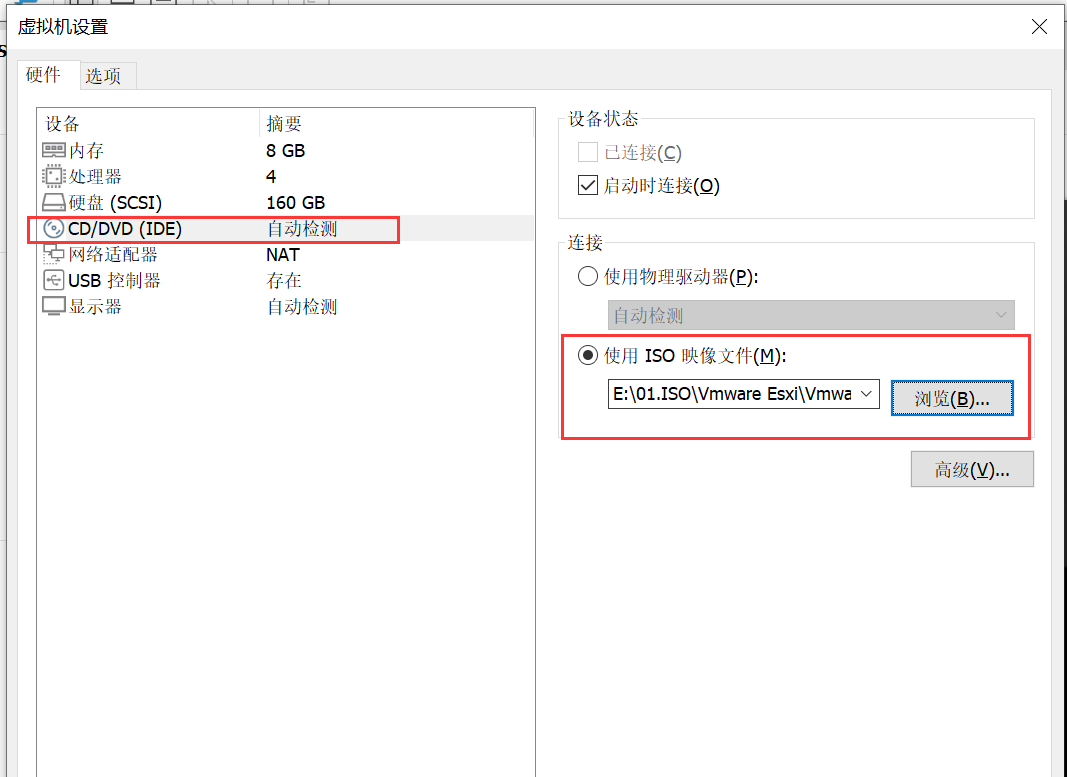 虚拟机设置
硬件 选项
设备 摘要
内存 8 GB
处理器 4
硬盘 (SCSI) 160 GB
CD/DVD (IDE) 自动检测
网络适配器 NAT
USB 控制器 存在
显示器 自动检测
设备状态
已连接(C)
启动时连接(O)
连接
使用物理驱动器(P):
自动检测
使用 ISO 映像文件(M):
E:\01.ISO\Vmware Esxi\Vmwa
浏览(B)...
高级(V)...